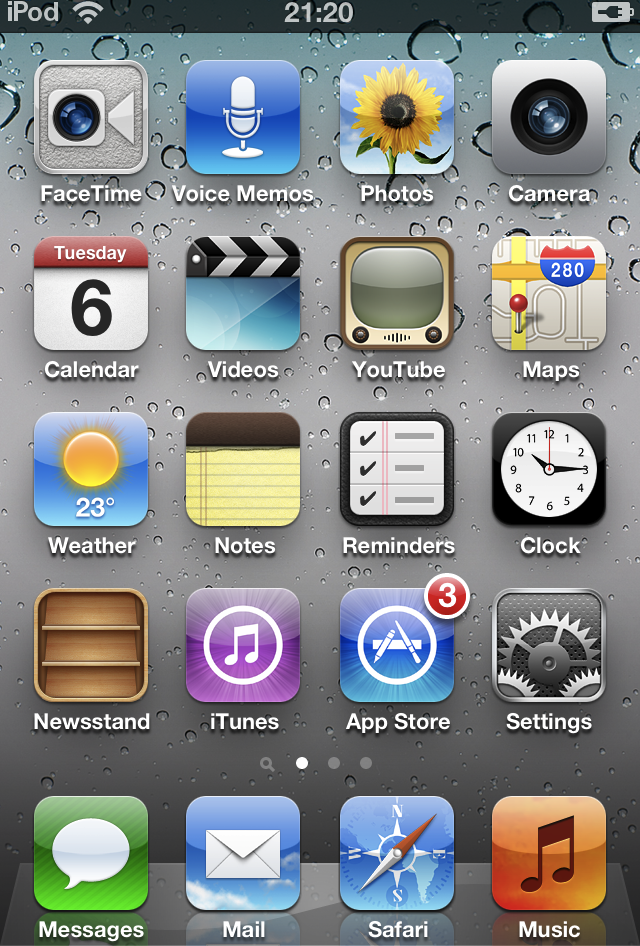 iPod 21:20
FaceTime Voice Memos Photos Camera
Tuesday
6
280
Calendar Videos YouTube Maps
23°
11 12 1
10 2
9 3
8 4
7 6 5
Weather Notes Reminders Clock
3
Newsstand iTunes App Store Settings
N
W E
S
Messages Mail Safari Music